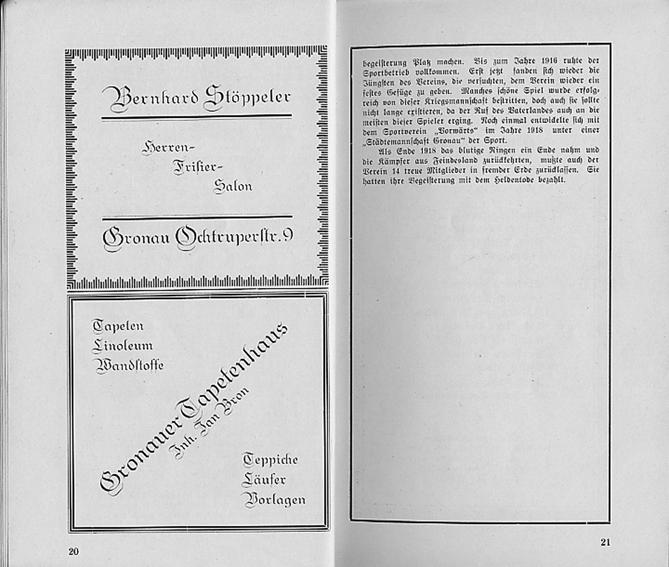 Bernhard Stöppeler
Herren-
Frisier-
Salon
Gronau Ochtruperstr. 9
Tapeten
Linoleum
Wandstoffe
Gronauer Tapetenhaus
Inh. Jan Bron
Teppiche
Läufer
Vorlagen
20
begeisterung Platz machen. Bis zum Jahre 1916 ruhte der
Sportbetrieb vollkommen. Erst jetzt fanden sich wieder die
Jüngsten des Vereins, die versuchten, dem Verein wieder ein
festes Gefüge zu geben. Manches schöne Spiel wurde erfolg-
reich von dieser Kriegsmannschaft bestritten, doch auch sie sollte
nicht lange existieren, da der Ruf des Vaterlandes auch an die
meisten dieser Spieler erging. Noch einmal entwickelte sich mit
dem Sportverein „Vorwärts“ im Jahre 1918 unter einer
„Städtemannschaft Gronau“ der Sport.
Als Ende 1918 das blutige Ringen ein Ende nahm und
die Kämpfer aus Feindesland zurückkehrten, mußte auch der
Verein 14 treue Mitglieder in fremder Erde zurücklassen. Sie
hatten ihre Begeisterung mit dem Heldentode bezahlt.
21